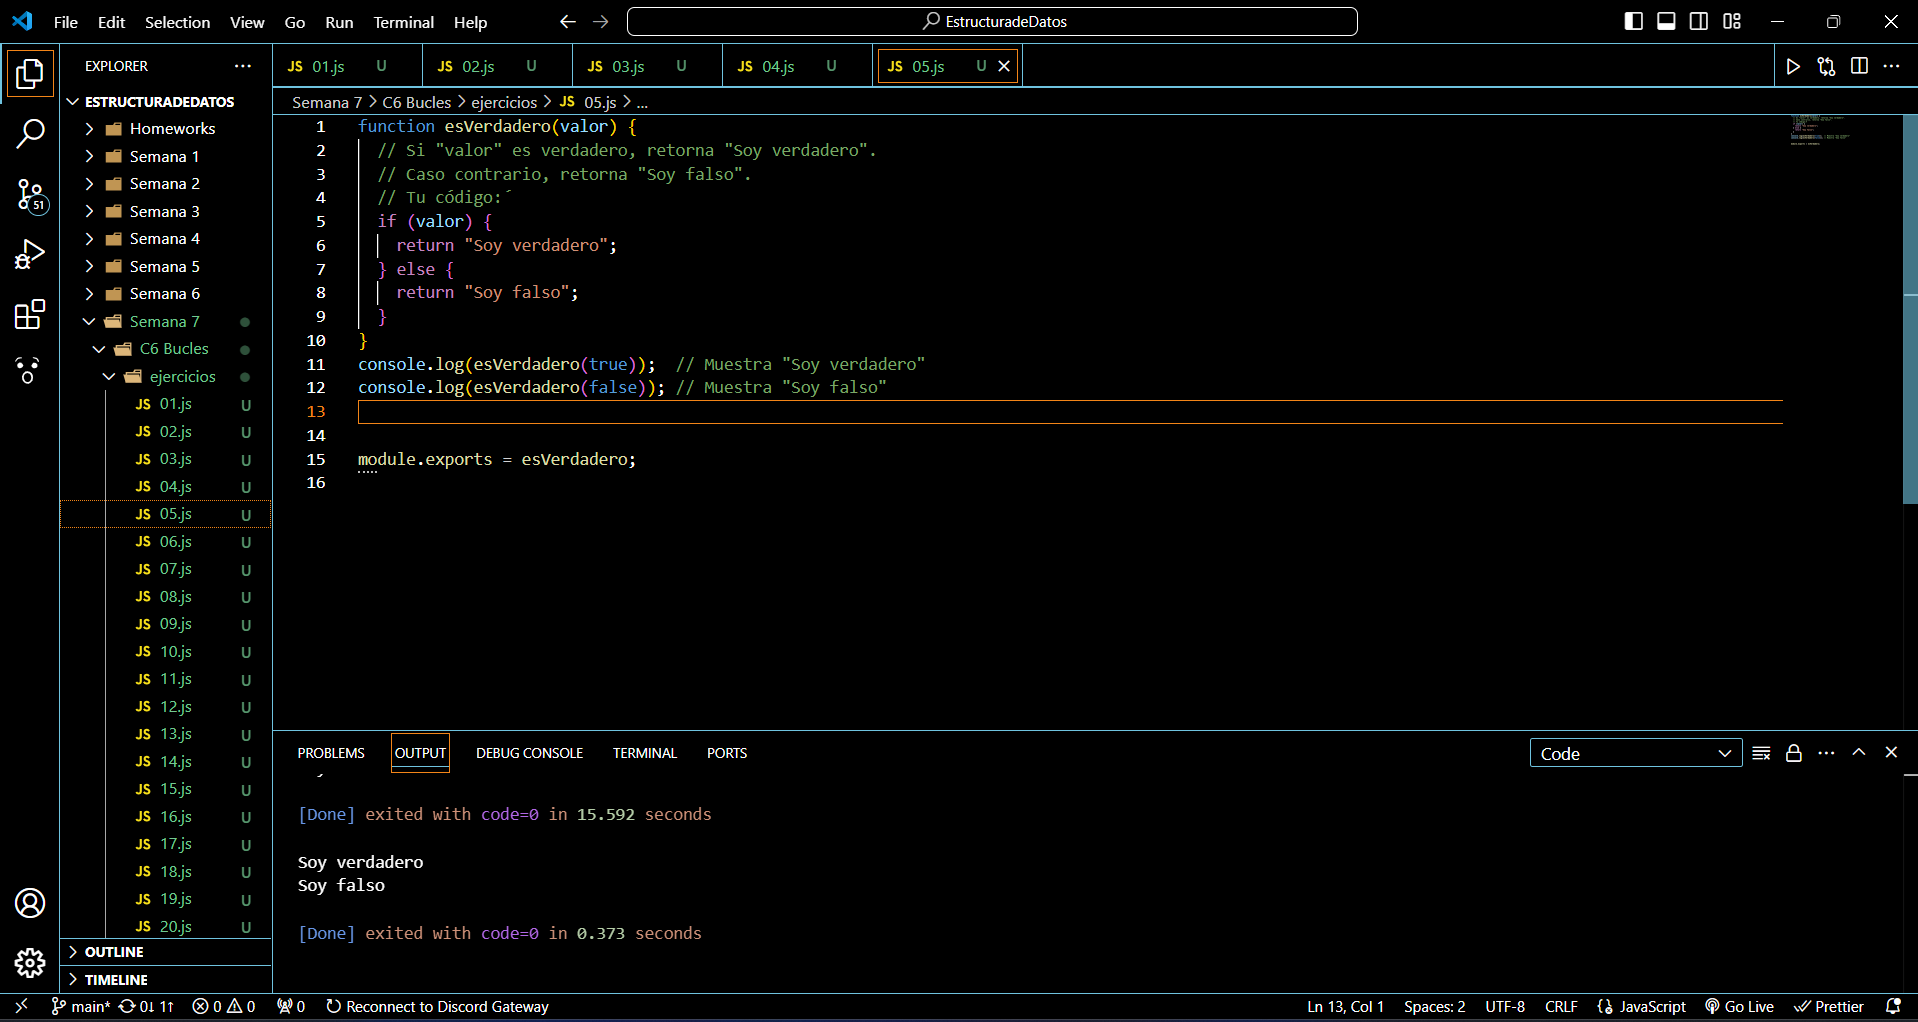 File Edit Selection View Go Run Terminal Help
EstructuradeDatos
EXPLORER
ESTRUCTURADEDATOS
Homeworks
Semana 1
Semana 2
Semana 3
Semana 4
Semana 5
Semana 6
Semana 7
C6 Bucles
ejercicios
JS 01.js U
JS 02.js U
JS 03.js U
JS 04.js U
JS 05.js U
JS 06.js U
JS 07.js U
JS 08.js U
JS 09.js U
JS 10.js U
JS 11.js U
JS 12.js U
JS 13.js U
JS 14.js U
JS 15.js U
JS 16.js U
JS 17.js U
JS 18.js U
JS 19.js U
JS 20.js U
OUTLINE
TIMELINE
51
JS 01.js U JS 02.js U JS 03.js U JS 04.js U JS 05.js U
Semana 7 > C6 Bucles > ejercicios > JS 05.js > ...
1 function esVerdadero(valor) {
2 // Si "valor" es verdadero, retorna "Soy verdadero".
3 // Caso contrario, retorna "Soy falso".
4 // Tu código:´
5 if (valor) {
6 return "Soy verdadero";
7 } else {
8 return "Soy falso";
9 }
10 }
11 console.log(esVerdadero(true)); // Muestra "Soy verdadero"
12 console.log(esVerdadero(false)); // Muestra "Soy falso"
13
14
15 module.exports = esVerdadero;
16
PROBLEMS OUTPUT DEBUG CONSOLE TERMINAL PORTS
Code
[Done] exited with code=0 in 15.592 seconds
Soy verdadero
Soy falso
[Done] exited with code=0 in 0.373 seconds
main* 0↓ 1↑ 0 0 0 Reconnect to Discord Gateway
Ln 13, Col 1 Spaces: 2 UTF-8 CRLF {} JavaScript Go Live Prettier